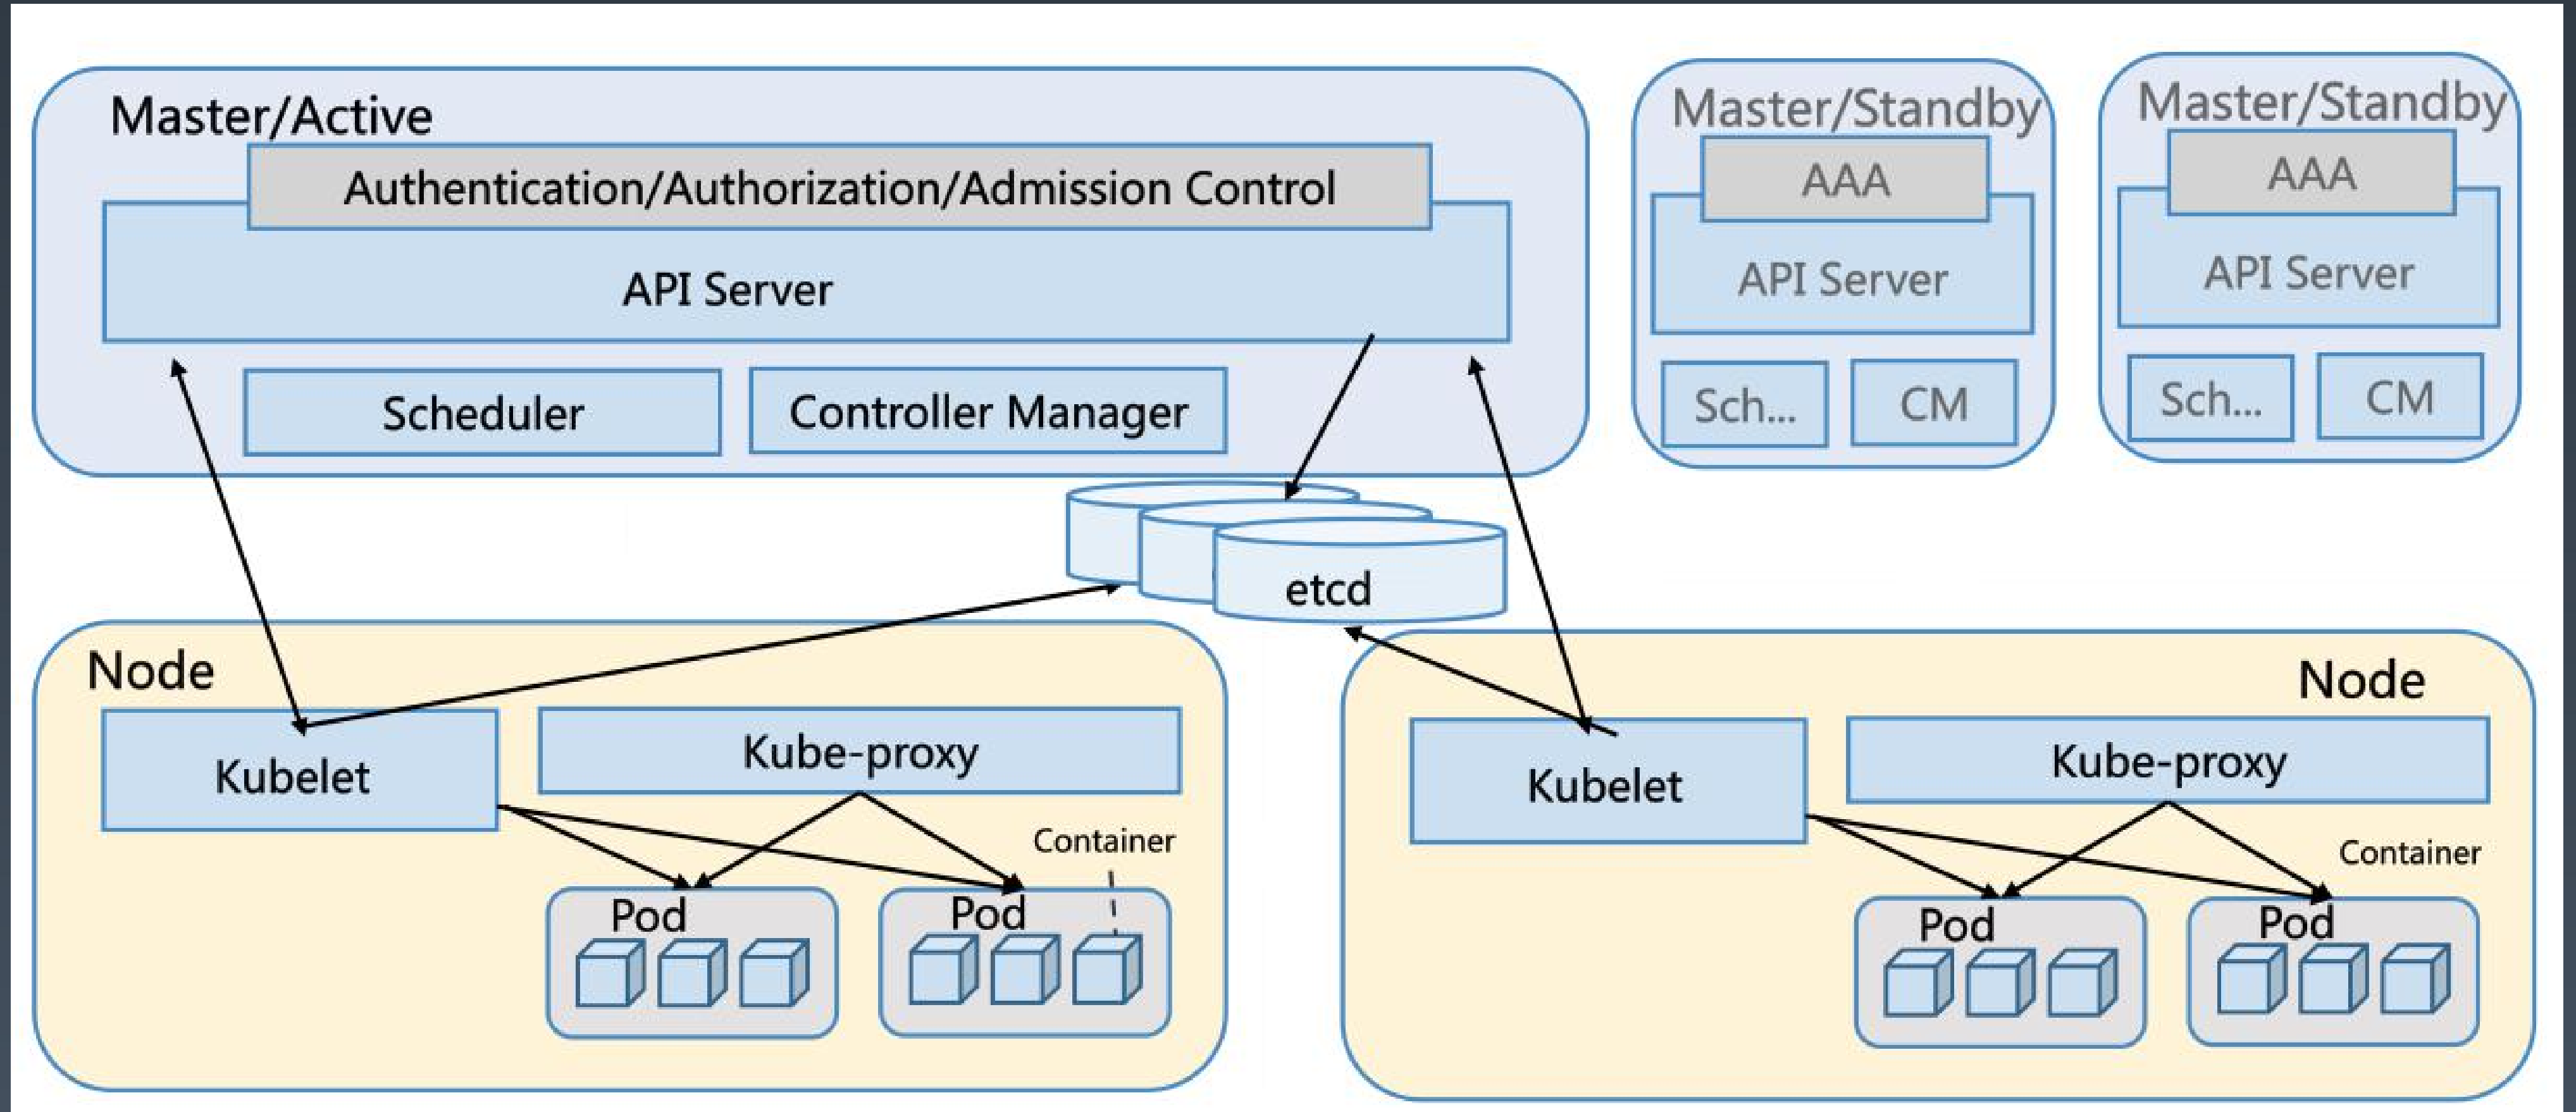 Master/Active
Authentication/Authorization/Admission Control
API Server
Scheduler
Controller Manager
Master/Standby
AAA
API Server
Sch...
CM
Master/Standby
AAA
API Server
Sch...
CM
etcd
Node
Kubelet
Kube-proxy
Container
Pod
Pod
Node
Kubelet
Kube-proxy
Container
Pod
Pod